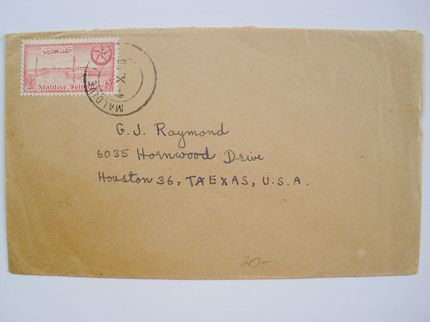 Maldive Islands
MALDIVE
G. J. Raymond
6035 Hornwood Drive
Houston 36, TAEXAS, U.S.A.
20-